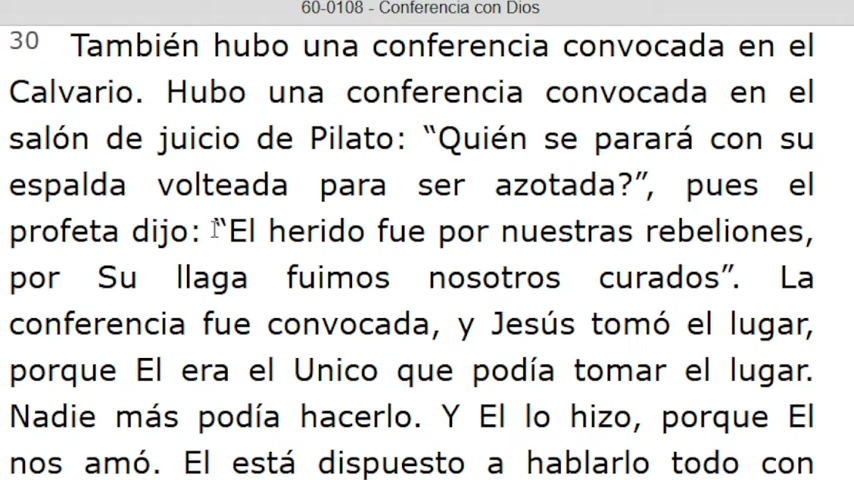 60-0108 - Conferencia con Dios
30 También hubo una conferencia convocada en el
Calvario. Hubo una conferencia convocada en el
salón de juicio de Pilato: “Quién se parará con su
espalda volteada para ser azotada?”, pues el
profeta dijo: “El herido fue por nuestras rebeliones,
por Su llaga fuimos nosotros curados”. La
conferencia fue convocada, y Jesús tomó el lugar,
porque El era el Unico que podía tomar el lugar.
Nadie más podía hacerlo. Y El lo hizo, porque El
nos amó. El está dispuesto a hablarlo todo con